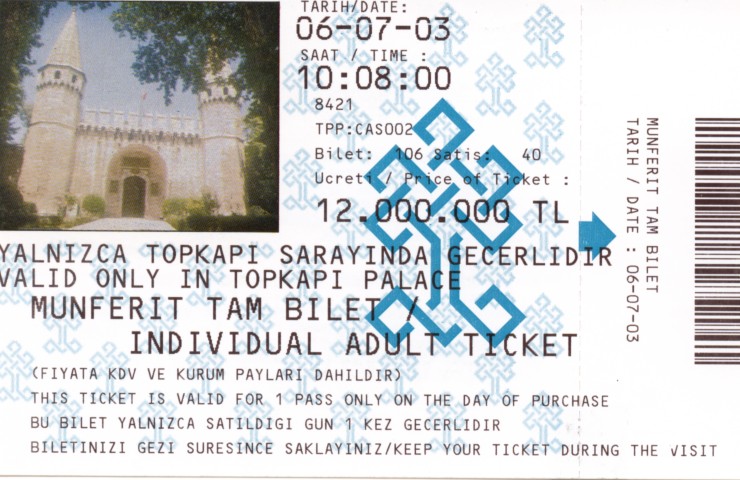 TARIH/DATE:
06-07-03
SAAT / TIME :
10:08:00
8421
TPP:CAS002
Bilet: 106 Satis: 40
Ucreti / Price of Ticket :
12.000.000 TL
YALNIZCA TOPKAPI SARAYINDA GECERLIDIR
VALID ONLY IN TOPKAPI PALACE
MUNFERIT TAM BILET /
INDIVIDUAL ADULT TICKET
(FIYATA KDV VE KURUM PAYLARI DAHILDIR)
THIS TICKET IS VALID FOR 1 PASS ONLY ON THE DAY OF PURCHASE
BU BILET YALNIZCA SATILDIGI GUN 1 KEZ GECERLIDIR
BILETINIZI GEZI SURESINCE SAKLAYINIZ/KEEP YOUR TICKET DURING THE VISIT
MUNFERIT TAM BILET
TARIH / DATE : 06-07-03